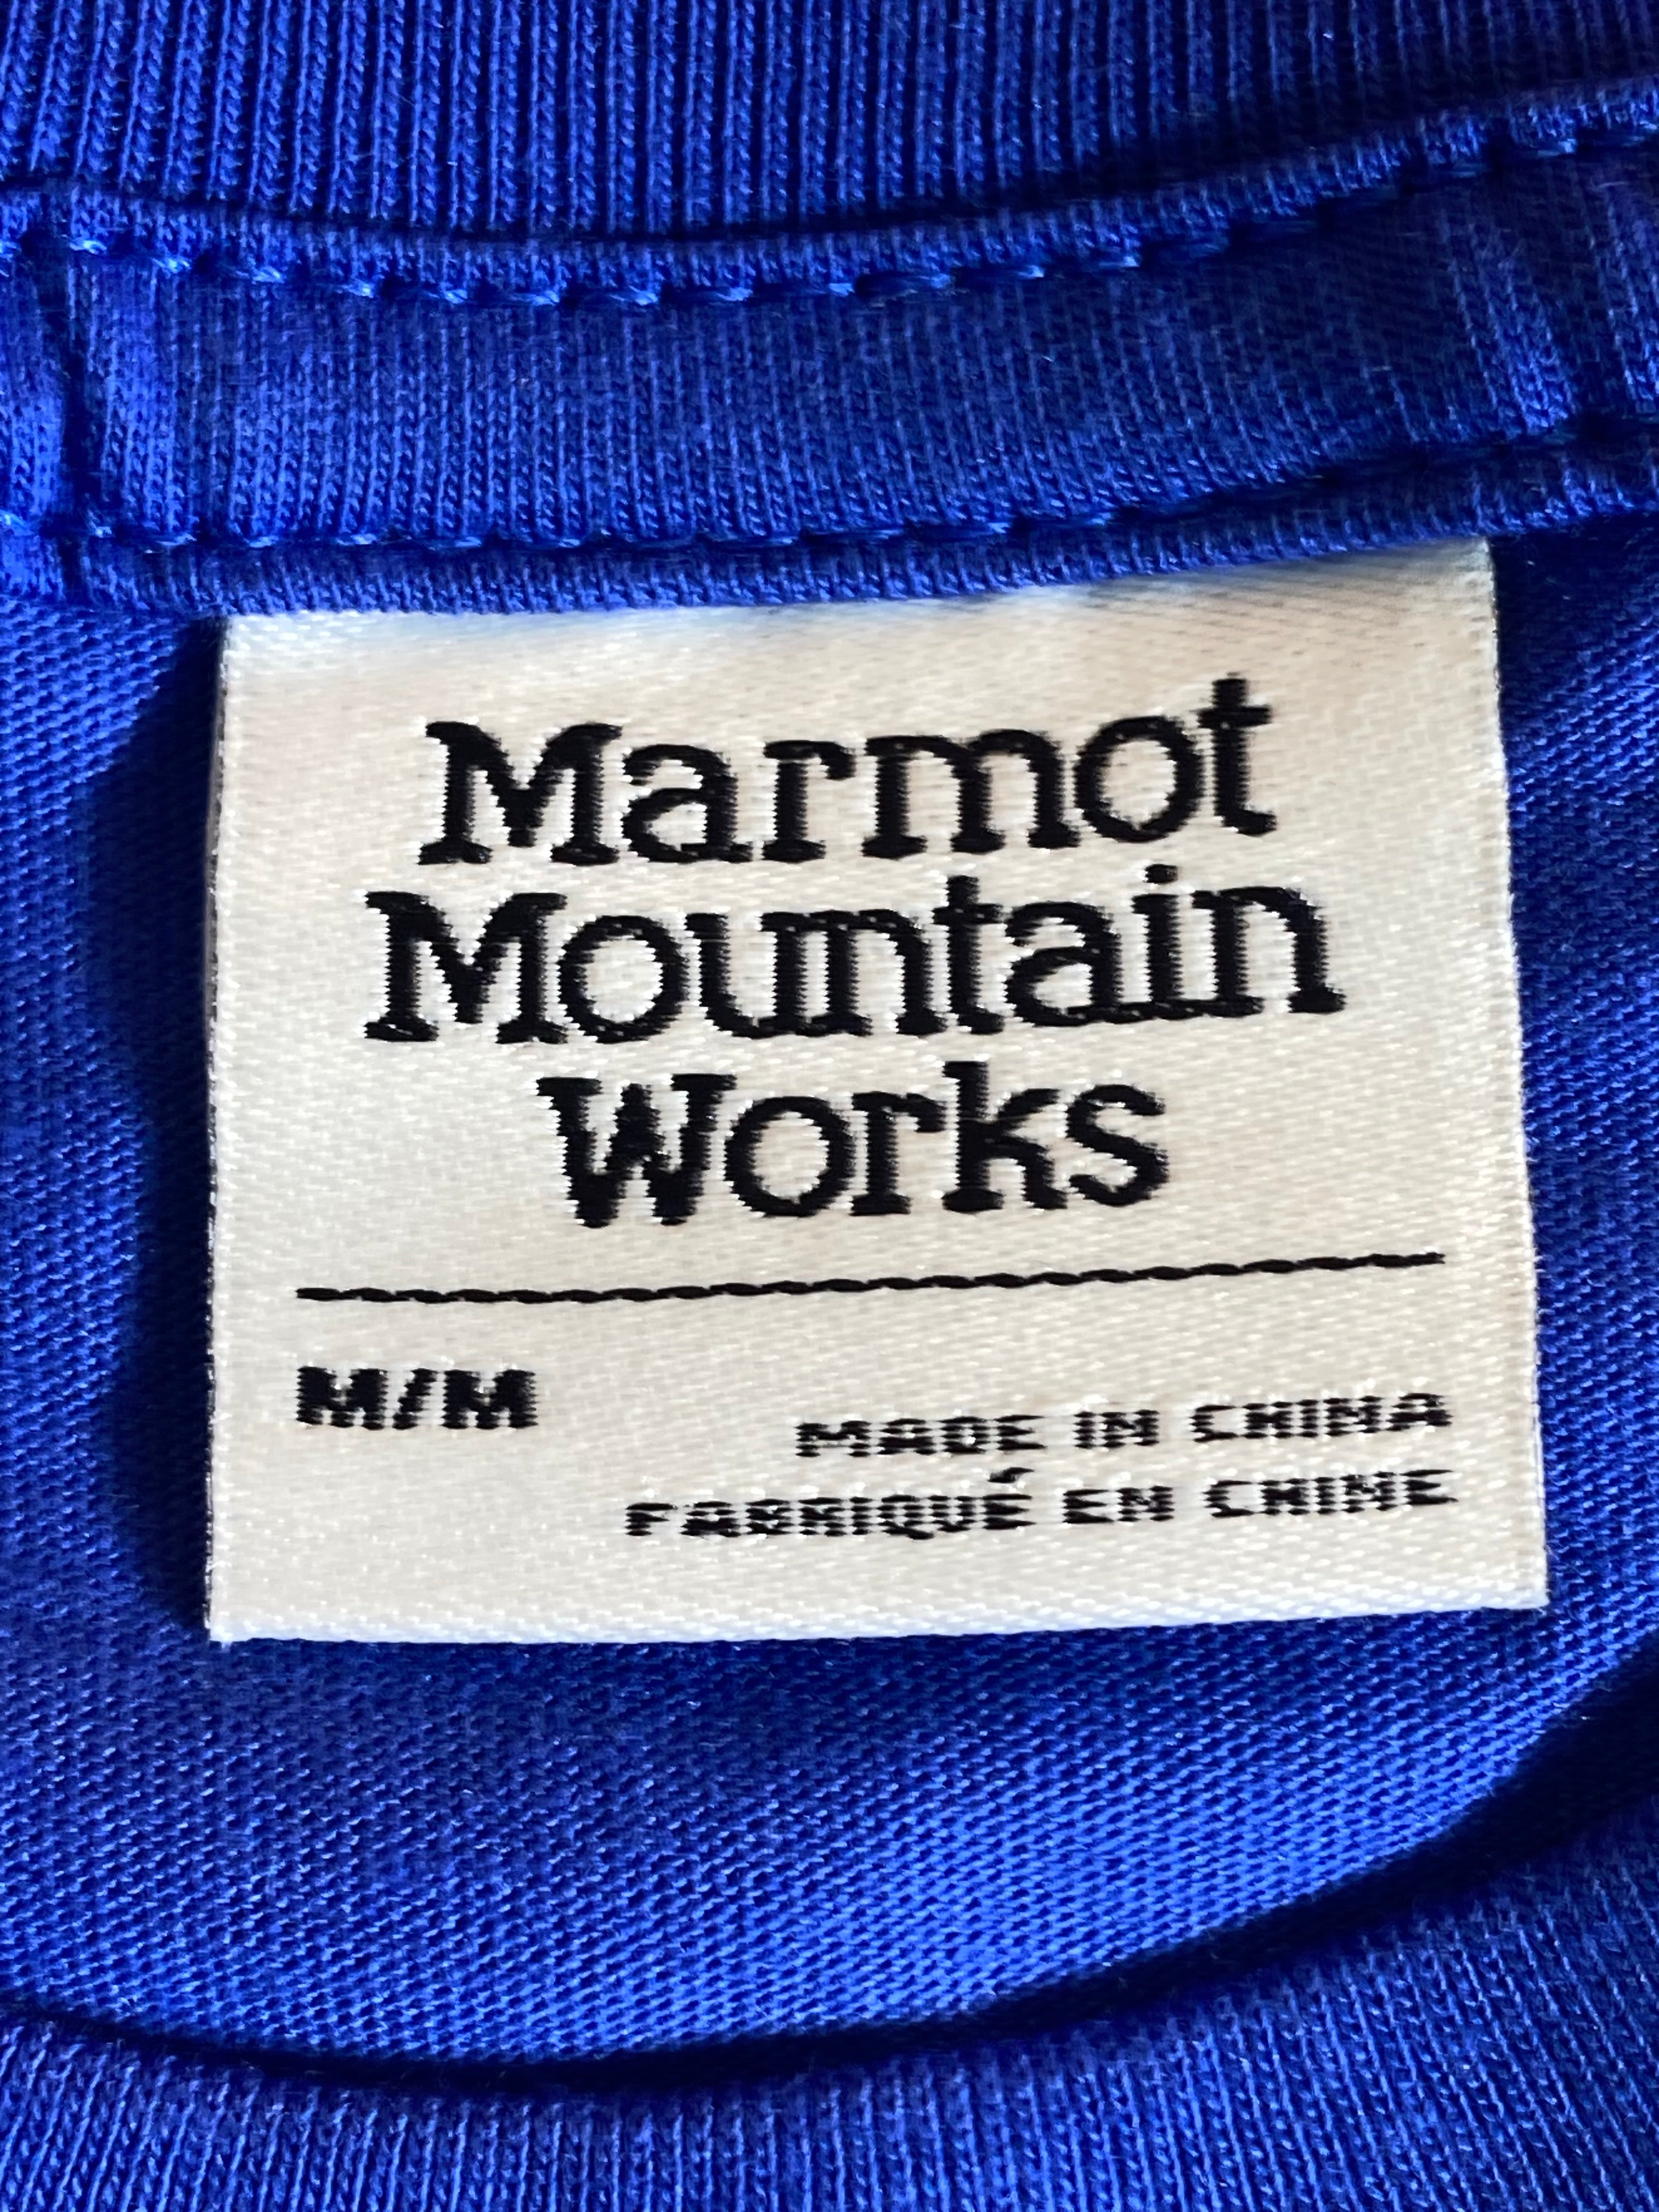 Marmot
Mountain
Works
M/M
MADE IN CHINA
FABRIQUÉ EN CHINE